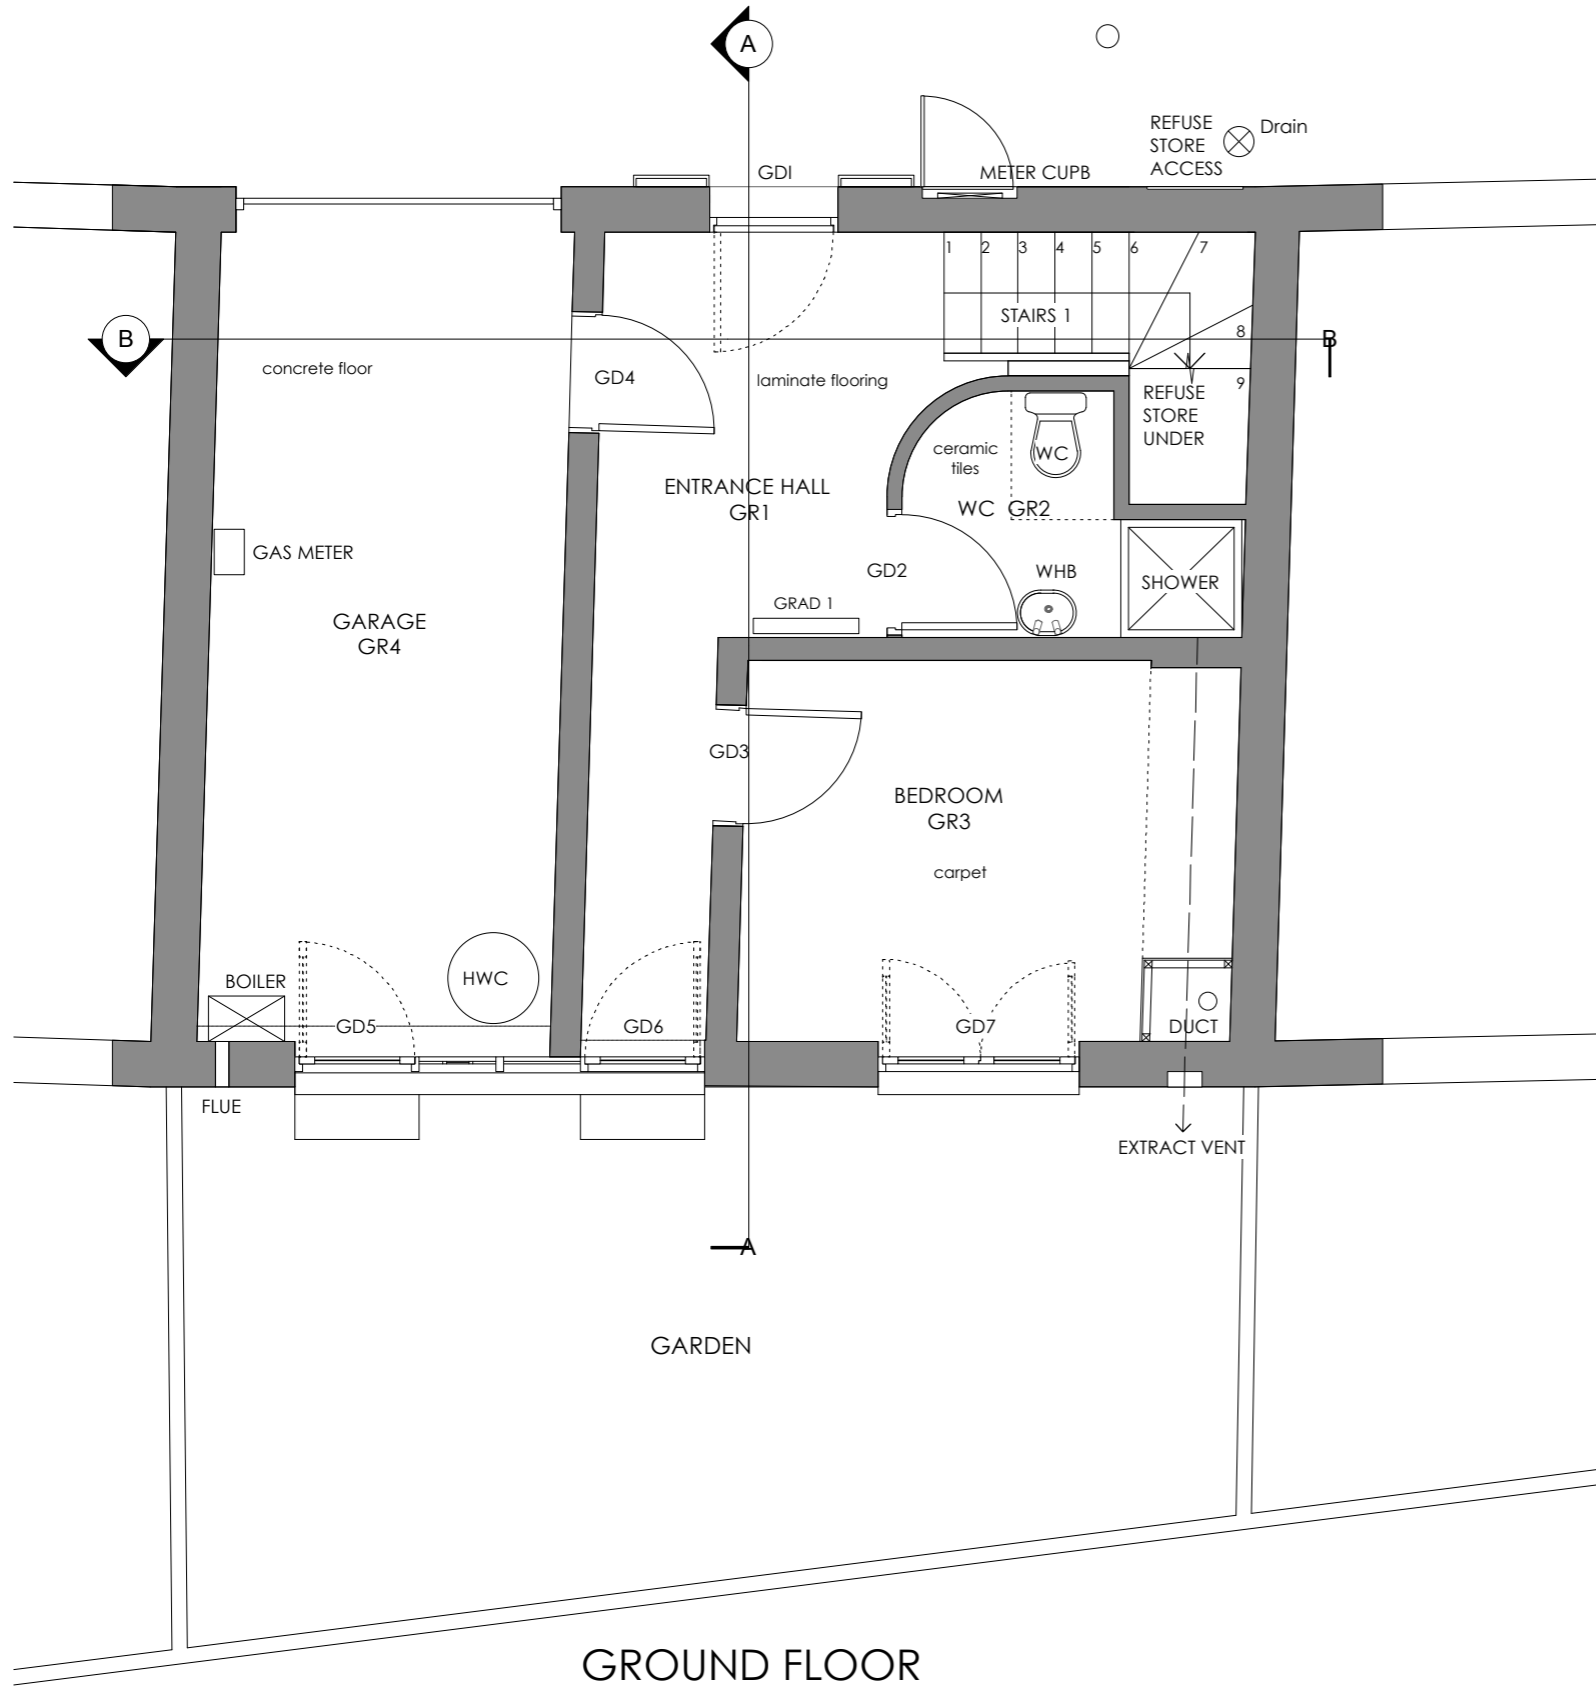 A
REFUSE
STORE
ACCESS
Drain
GDI
METER CUPB
1 2 3 4 5 6 7
STAIRS 1
B
8
B
concrete floor
GD4
laminate flooring
9
REFUSE
STORE
UNDER
ceramic
tiles
WC
ENTRANCE HALL
GR1
WC GR2
GAS METER
GD2
WHB
SHOWER
GRAD 1
GARAGE
GR4
GD3
BEDROOM
GR3
carpet
BOILER
HWC
GD5
GD6
GD7
DUCT
FLUE
EXTRACT VENT
A
GARDEN
GROUND FLOOR